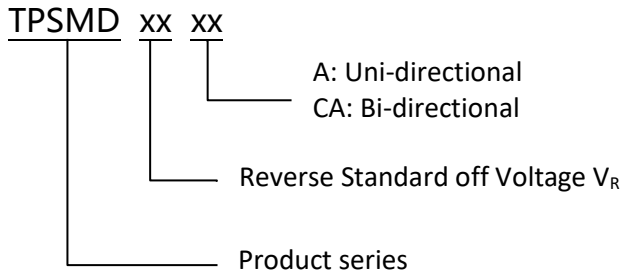 TPSMD xx xx
A: Uni-directional
CA: Bi-directional
Reverse Standard off Voltage VR
Product series